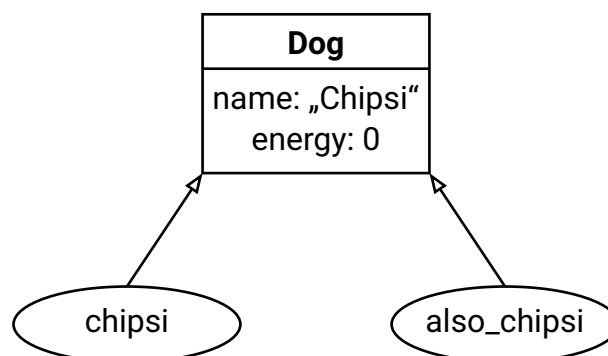 Dog
name: „Chipsi“
energy: 0
chipsi
also_chipsi